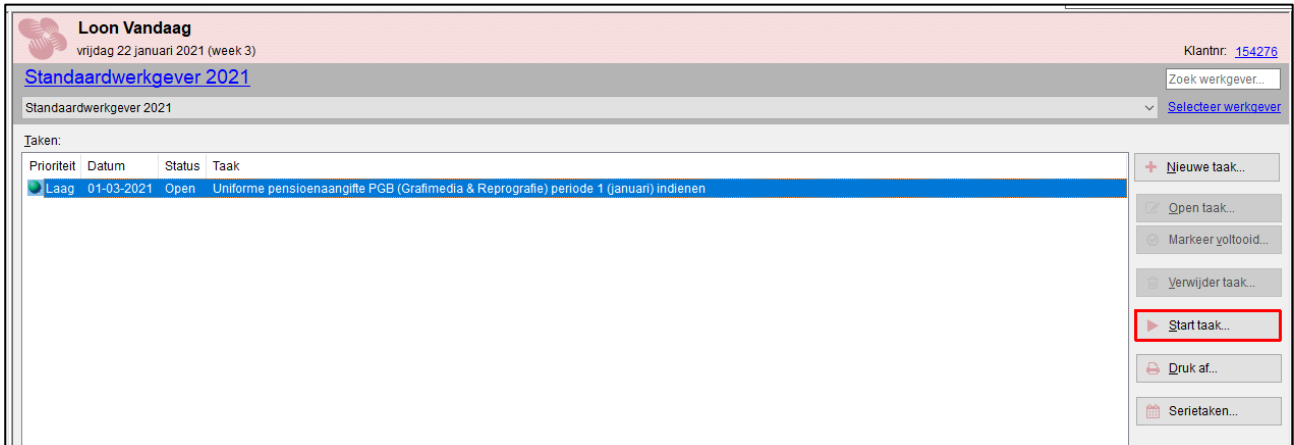 Loon Vandaag
vrijdag 22 januari 2021 (week 3)
Klantnr: 154276
Standaardwerkgever 2021
Zoek werkgever...
Standaardwerkgever 2021
Selecteer werkgever
Taken:
Prioriteit Datum Status Taak
Laag 01-03-2021 Open Uniforme pensioenaangifte PGB (Grafimedia & Reprografie) periode 1 (januari) indienen
Nieuwe taak...
Open taak...
Markeer voltooid...
Verwijder taak...
Start taak...
Druk af...
Serietaken...